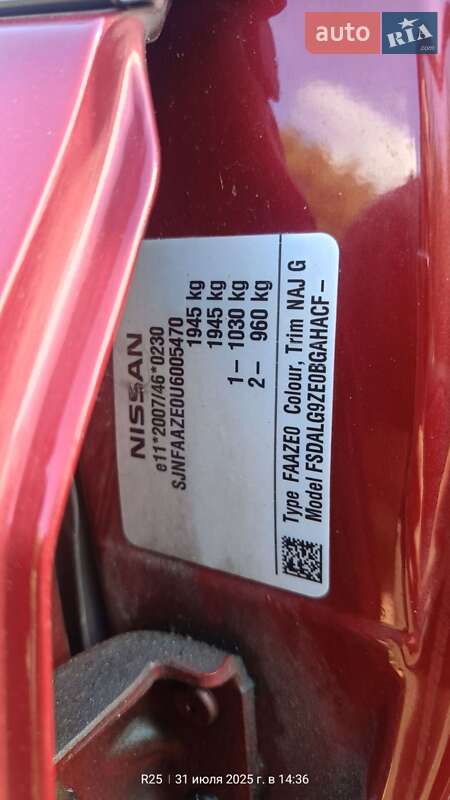 auto RIA.com
NISSAN
e11*2007/46*0230
SJNFAAZE0U6005470
1945 kg
1945 kg
1– 1030 kg
2– 960 kg
Type FAAZE0 Colour, Trim NAJ G
Model FSDALG9ZE0BGAHACF–
R25 | 31 июля 2025 г. в 14:36